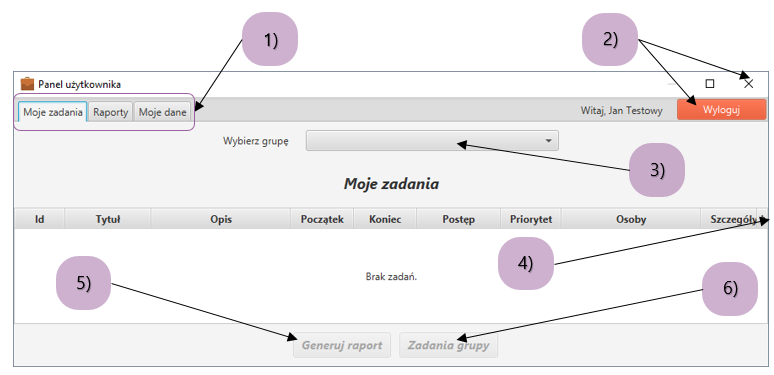 1)
2)
Panel użytkownika
Moje zadania Raporty Moje dane Witaj, Jan Testowy Wyloguj
Wybierz grupę
3)
Moje zadania
Id Tytuł Opis Początek Koniec Postęp Priorytet Osoby Szczegóły
4)
Brak zadań.
5)
6)
Generuj raport Zadania grupy